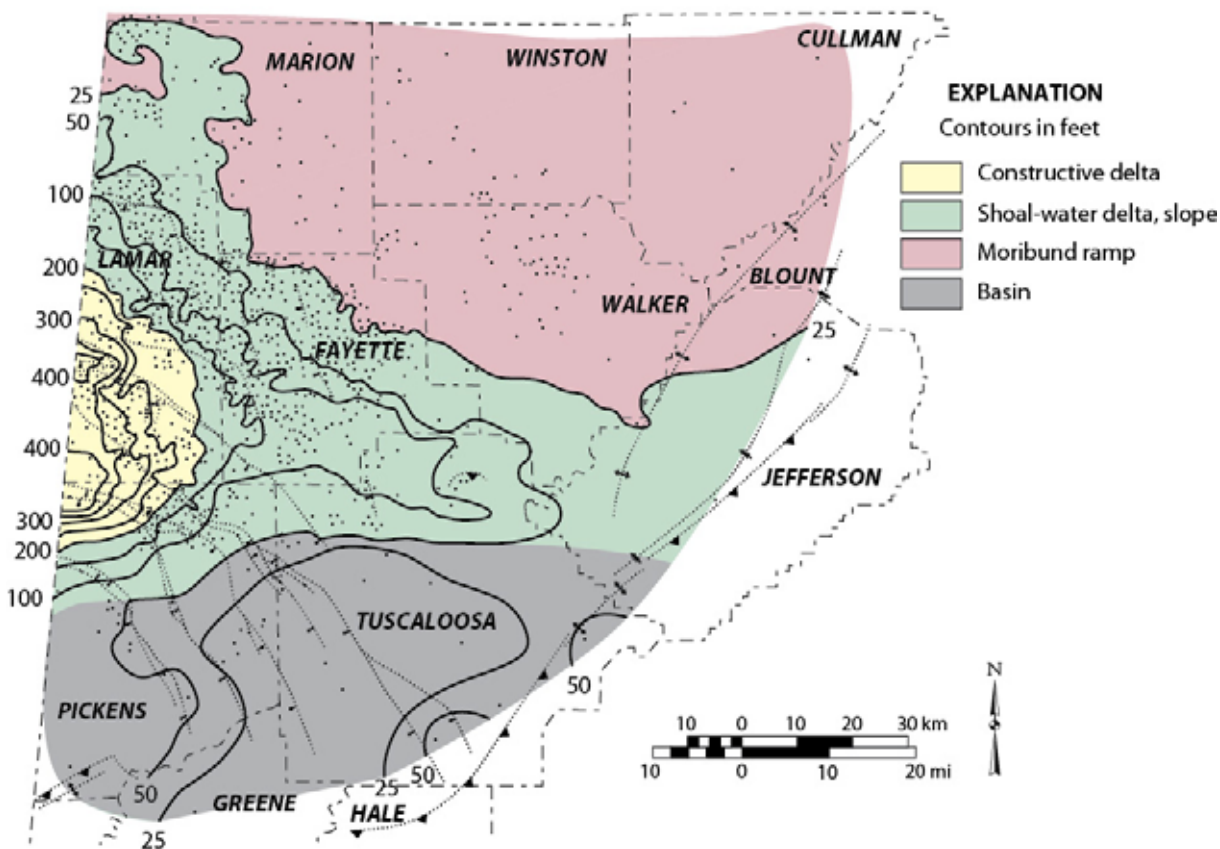 CULLMAN
MARION
WINSTON
25
50
100
200
300
400
400
300
200
100
LAMAR
FAYETTE
WALKER
BLOUNT
25
JEFFERSON
TUSCALOOSA
PICKENS
50
50
50
25
25
GREENE
HALE
EXPLANATION
Contours in feet
Constructive delta
Shoal-water delta, slope
Moribund ramp
Basin
N
10 0 10 20 30 km
10 0 10 20 mi